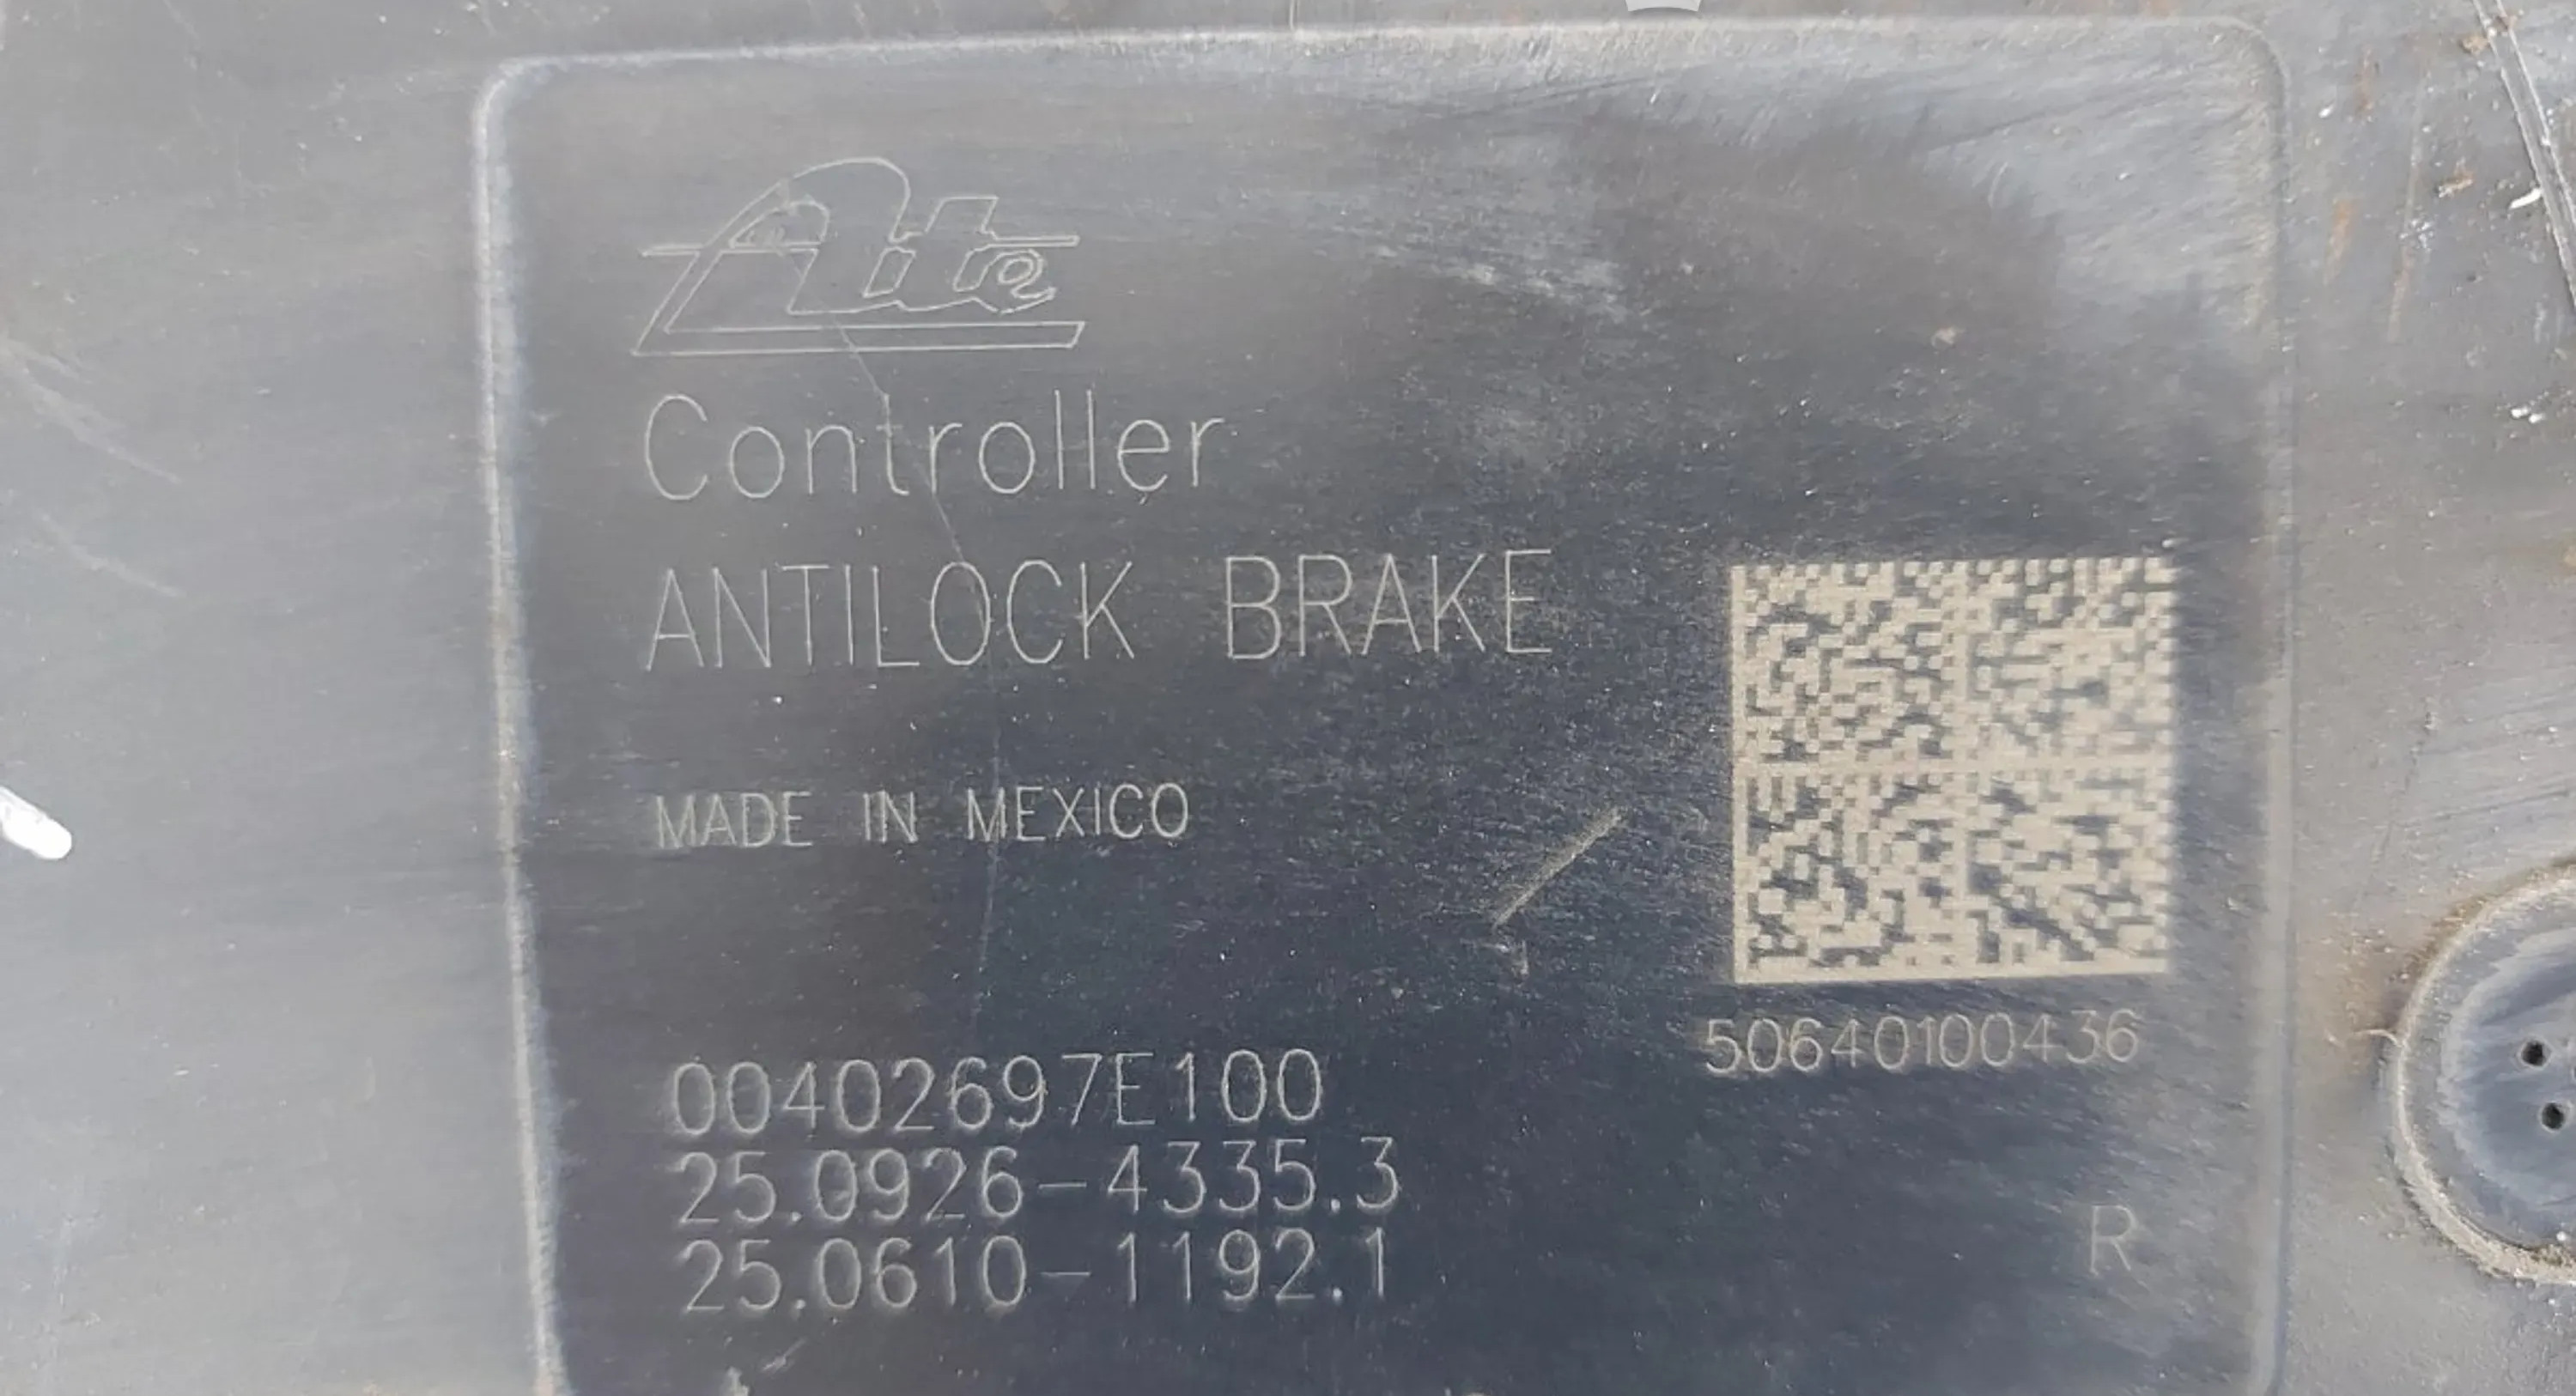 Ate
Controller
ANTILOCK BRAKE
MADE IN MEXICO
50640100436
00402697E100
25.0926-4335.3
25.0610-1192.1
R